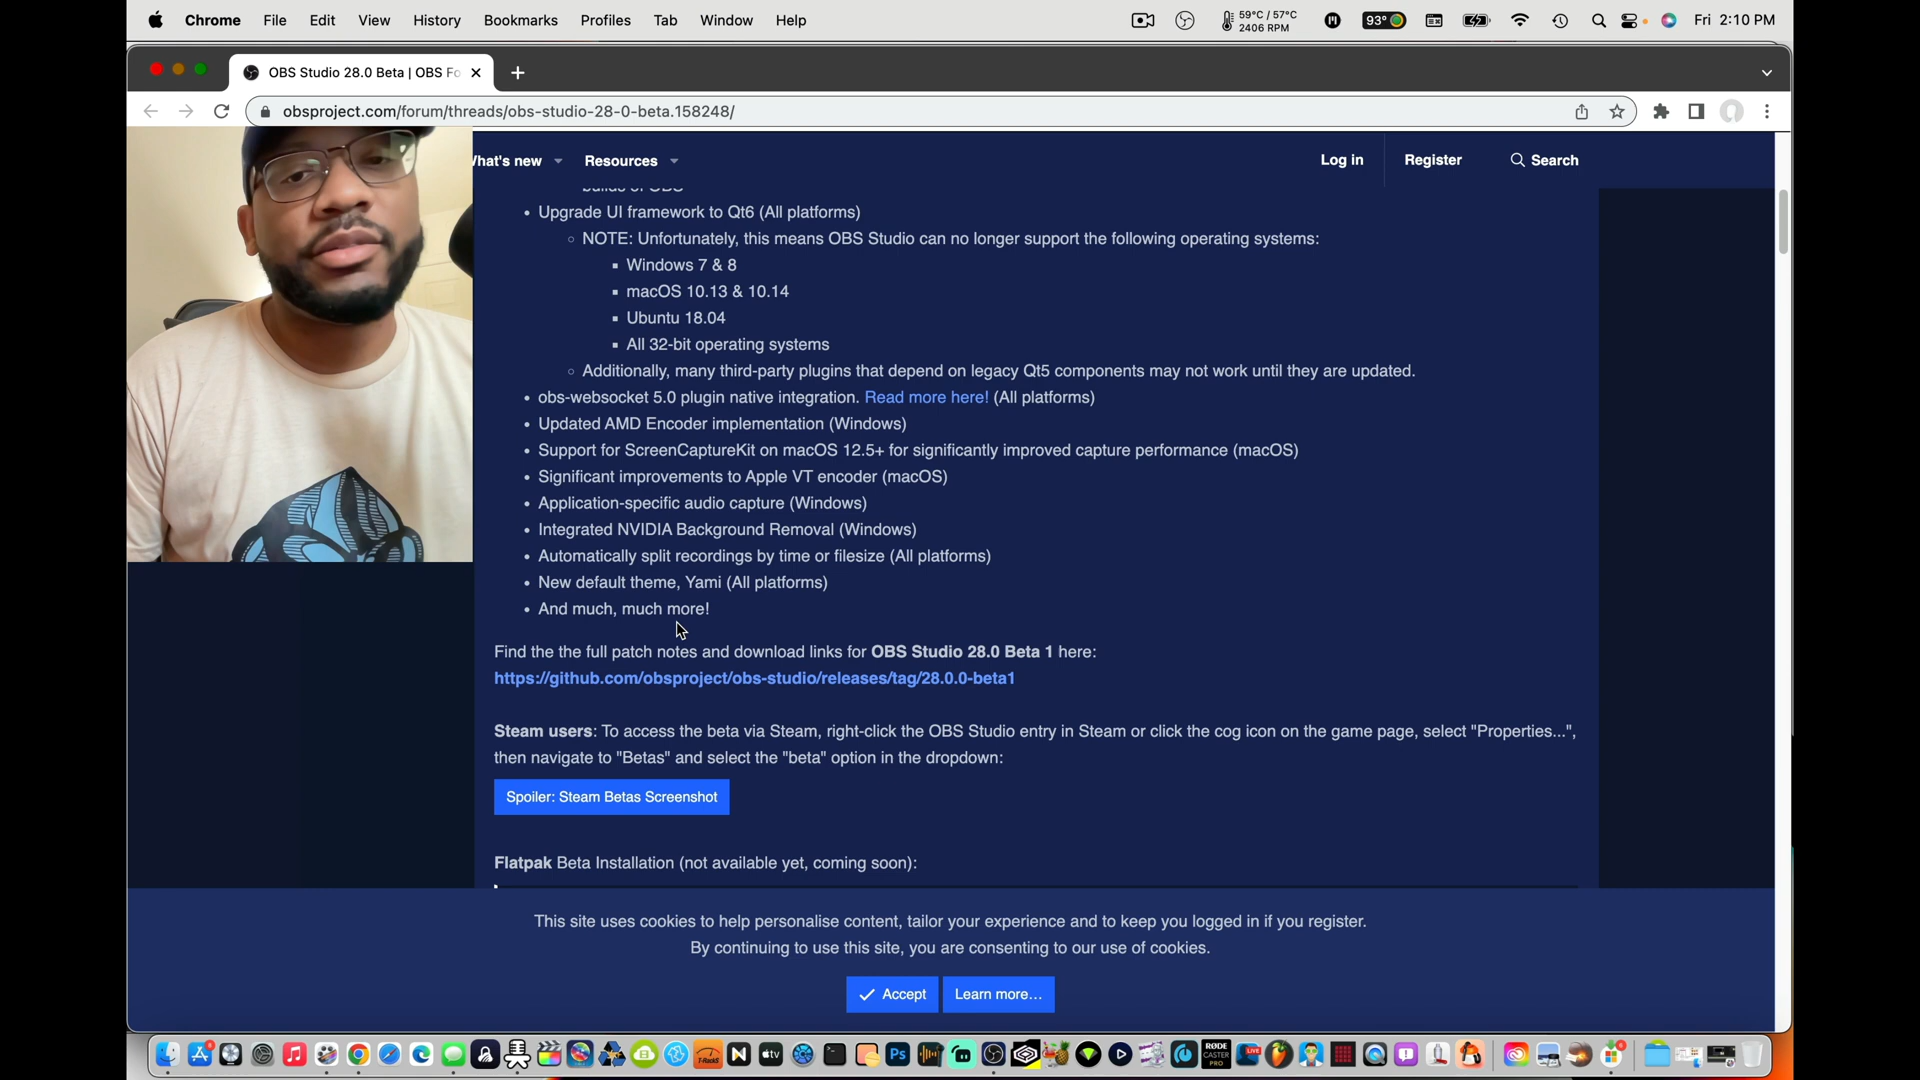 Chrome File Edit View History Bookmarks Profiles Tab Window Help
59°C / 57°C
2406 RPM
93°
Fri 2:10 PM
OBS Studio 28.0 Beta | OBS Fo
obsproject.com/forum/threads/obs-studio-28-0-beta.158248/
hat's new Resources Log in Register Search
builds of OBS
• Upgrade UI framework to Qt6 (All platforms)
NOTE: Unfortunately, this means OBS Studio can no longer support the following operating systems:
Windows 7 & 8
macOS 10.13 & 10.14
Ubuntu 18.04
All 32-bit operating systems
Additionally, many third-party plugins that depend on legacy Qt5 components may not work until they are updated.
• obs-websocket 5.0 plugin native integration. Read more here! (All platforms)
• Updated AMD Encoder implementation (Windows)
• Support for ScreenCaptureKit on macOS 12.5+ for significantly improved capture performance (macOS)
• Significant improvements to Apple VT encoder (macOS)
• Application-specific audio capture (Windows)
• Integrated NVIDIA Background Removal (Windows)
• Automatically split recordings by time or filesize (All platforms)
• New default theme, Yami (All platforms)
• And much, much more!
Find the the full patch notes and download links for OBS Studio 28.0 Beta 1 here:
https://github.com/obsproject/obs-studio/releases/tag/28.0.0-beta1
Steam users: To access the beta via Steam, right-click the OBS Studio entry in Steam or click the cog icon on the game page, select "Properties...",
then navigate to "Betas" and select the "beta" option in the dropdown:
Spoiler: Steam Betas Screenshot
Flatpak Beta Installation (not available yet, coming soon):
This site uses cookies to help personalise content, tailor your experience and to keep you logged in if you register.
By continuing to use this site, you are consenting to our use of cookies.
Accept Learn more…